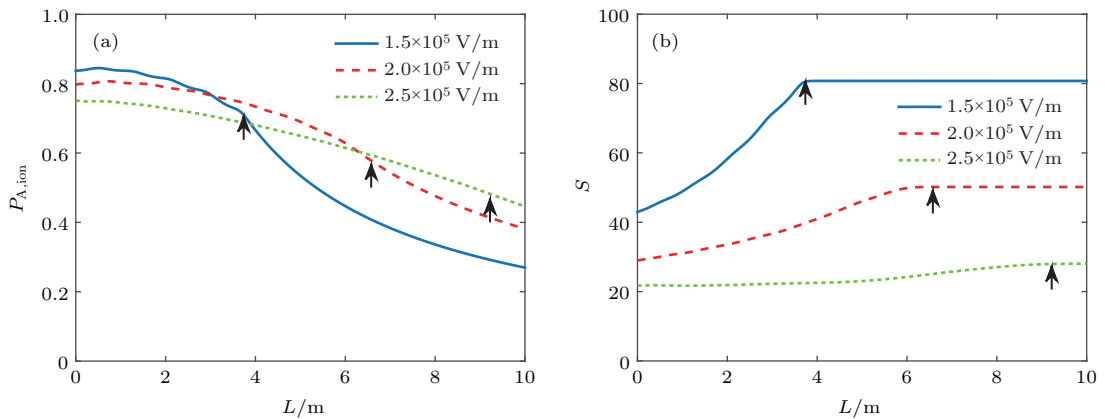 (a)
1.5×10⁵ V/m
2.0×10⁵ V/m
2.5×10⁵ V/m
1.0
0.8
0.6
0.4
0.2
0
P_A,ion
0 2 4 6 8 10
L/m
(b)
1.5×10⁵ V/m
2.0×10⁵ V/m
2.5×10⁵ V/m
100
80
60
40
20
0
S
0 2 4 6 8 10
L/m